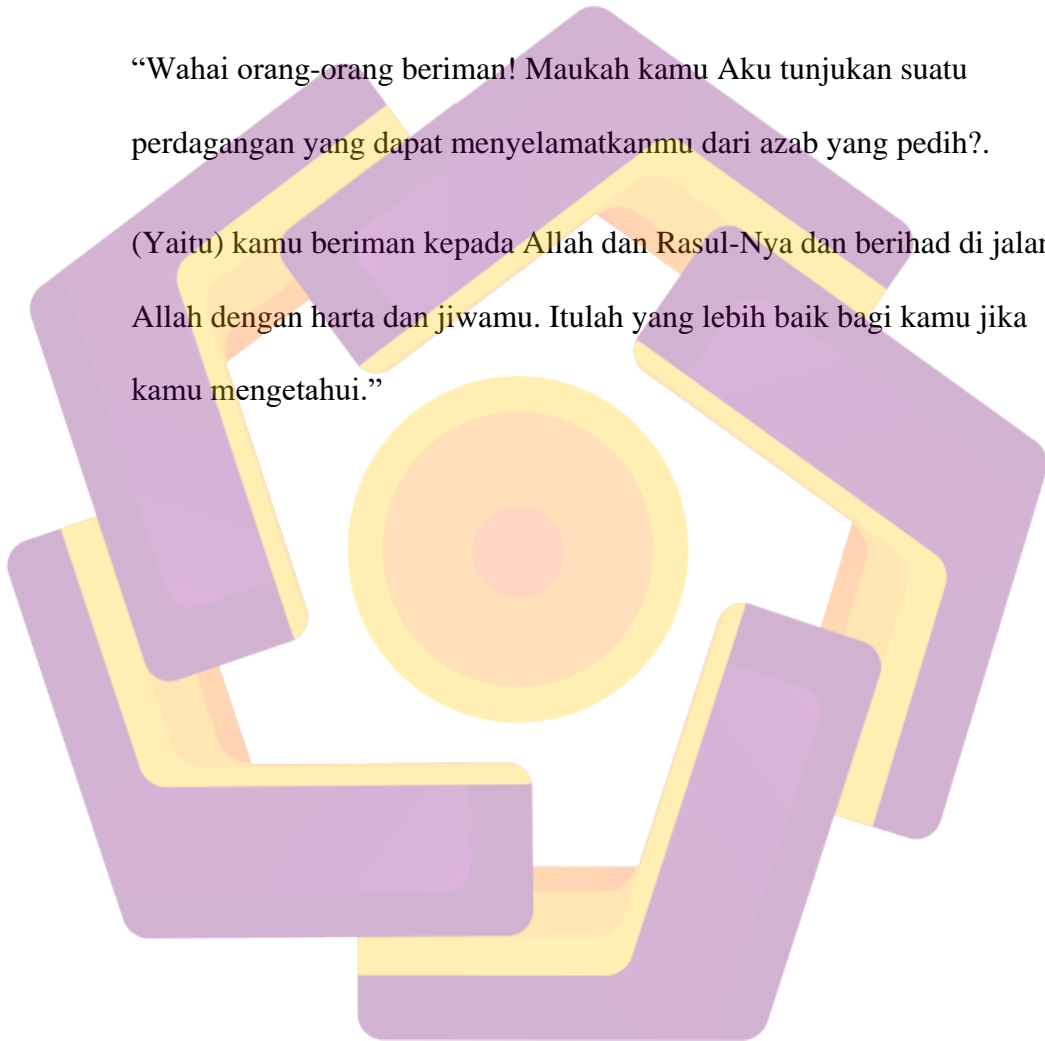 “Wahai orang-orang beriman! Maukah kamu Aku tunjukan suatu
perdagangan yang dapat menyelamatkanmu dari azab yang pedih?.
(Yaitu) kamu beriman kepada Allah dan Rasul-Nya dan berihad di jalan
Allah dengan harta dan jiwamu. Itulah yang lebih baik bagi kamu jika
kamu mengetahui.”